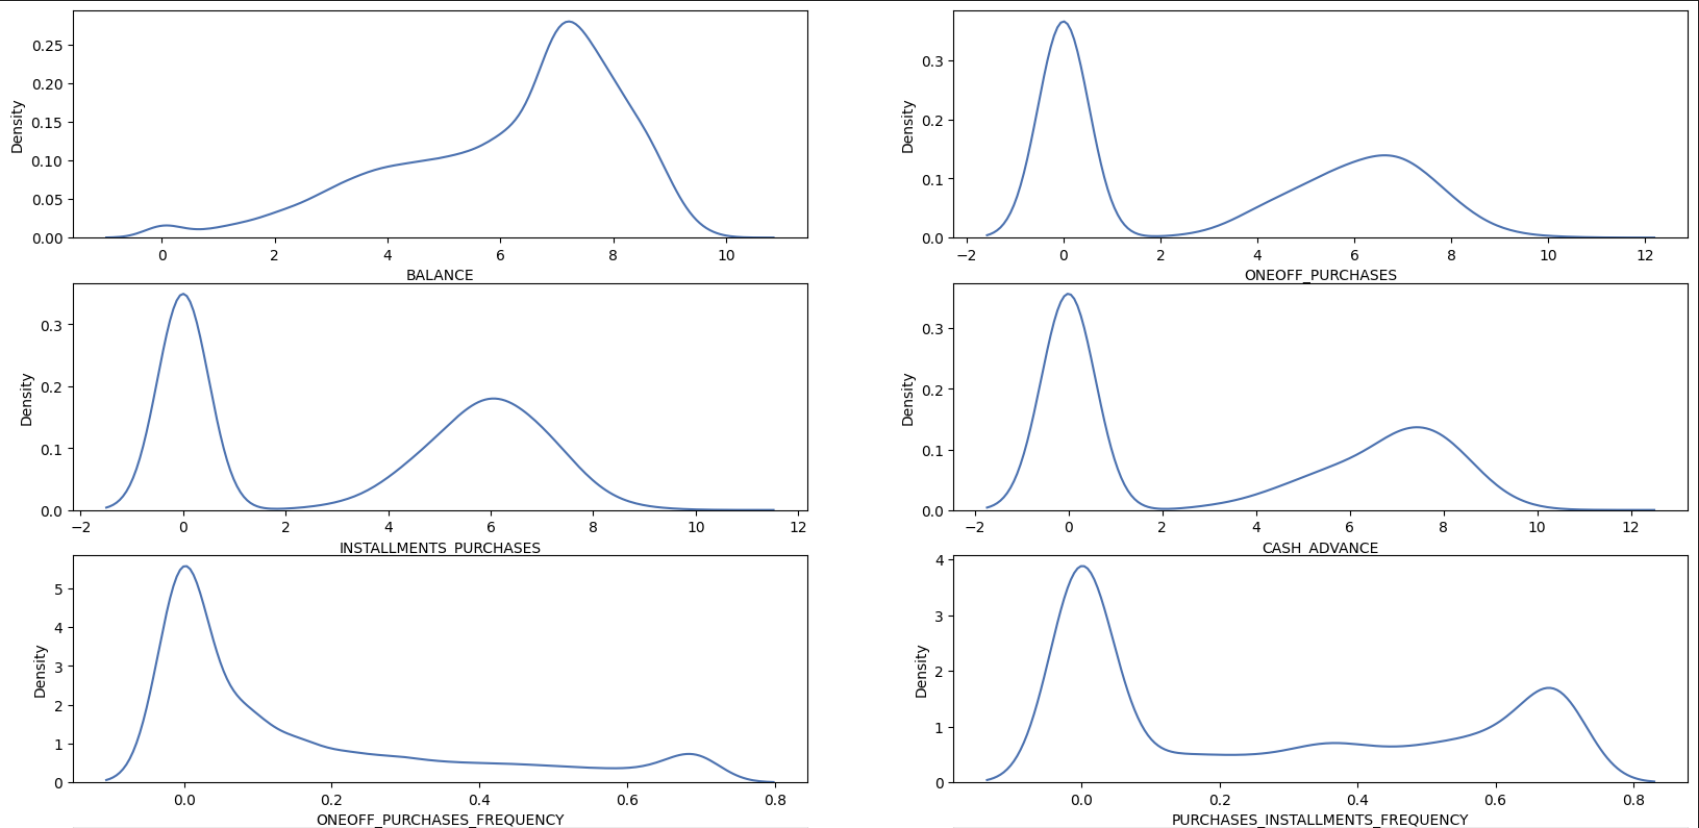 Density
0.25
0.20
0.15
0.10
0.05
0.00
0 2 4 6 8 10
BALANCE
Density
0.3
0.2
0.1
0.0
−2 0 2 4 6 8 10 12
ONEOFF_PURCHASES
Density
0.3
0.2
0.1
0.0
−2 0 2 4 6 8 10 12
INSTALLMENTS_PURCHASES
Density
0.3
0.2
0.1
0.0
−2 0 2 4 6 8 10 12
CASH_ADVANCE
Density
5
4
3
2
1
0
0.0 0.2 0.4 0.6 0.8
ONEOFF_PURCHASES_FREQUENCY
Density
4
3
2
1
0
0.0 0.2 0.4 0.6 0.8
PURCHASES_INSTALLMENTS_FREQUENCY